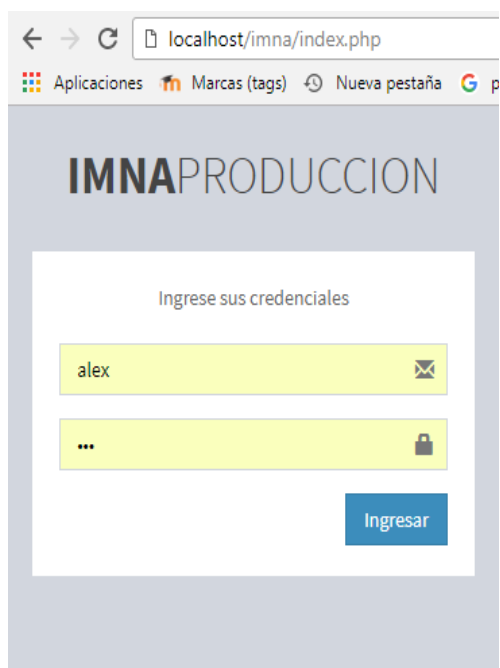 localhost/imna/index.php
Aplicaciones Marcas (tags) Nueva pestaña p
IMNAPRODUCCION
Ingrese sus credenciales
alex
•••
Ingresar